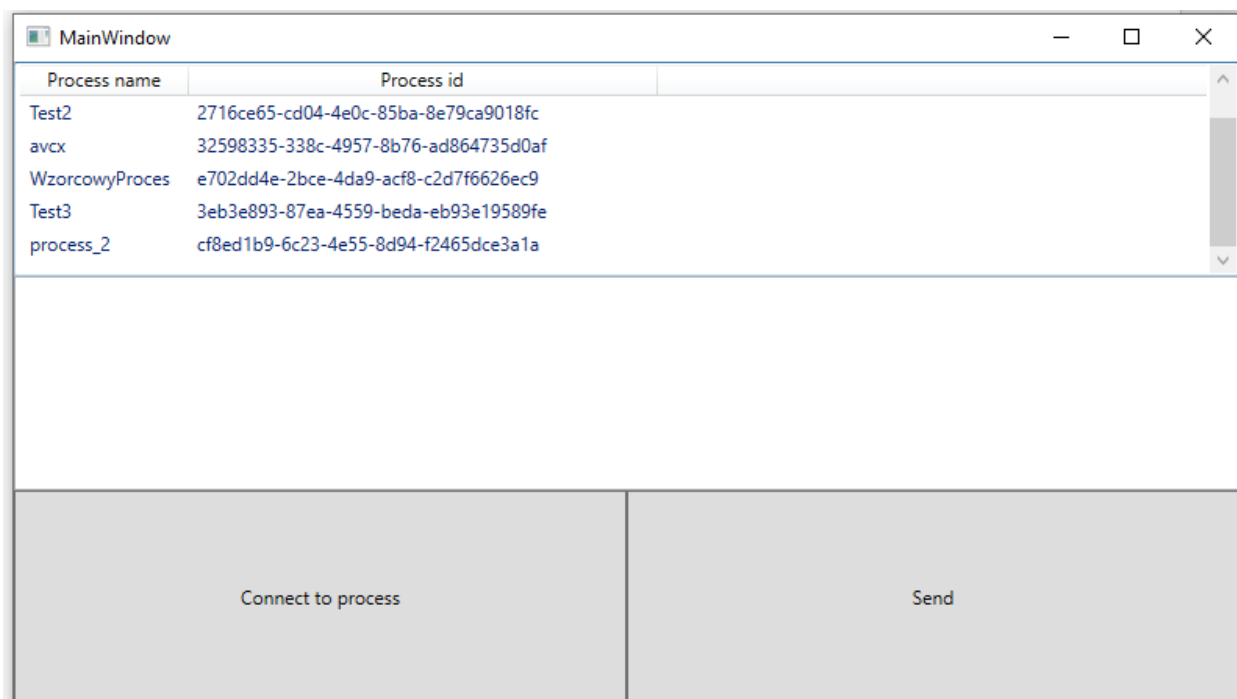 MainWindow
Process name Process id
Test2 2716ce65-cd04-4e0c-85ba-8e79ca9018fc
avcx 32598335-338c-4957-8b76-ad864735d0af
WzorcowyProces e702dd4e-2bce-4da9-acf8-c2d7f6626ec9
Test3 3eb3e893-87ea-4559-beda-eb93e19589fe
process_2 cf8ed1b9-6c23-4e55-8d94-f2465dce3a1a
Connect to process Send